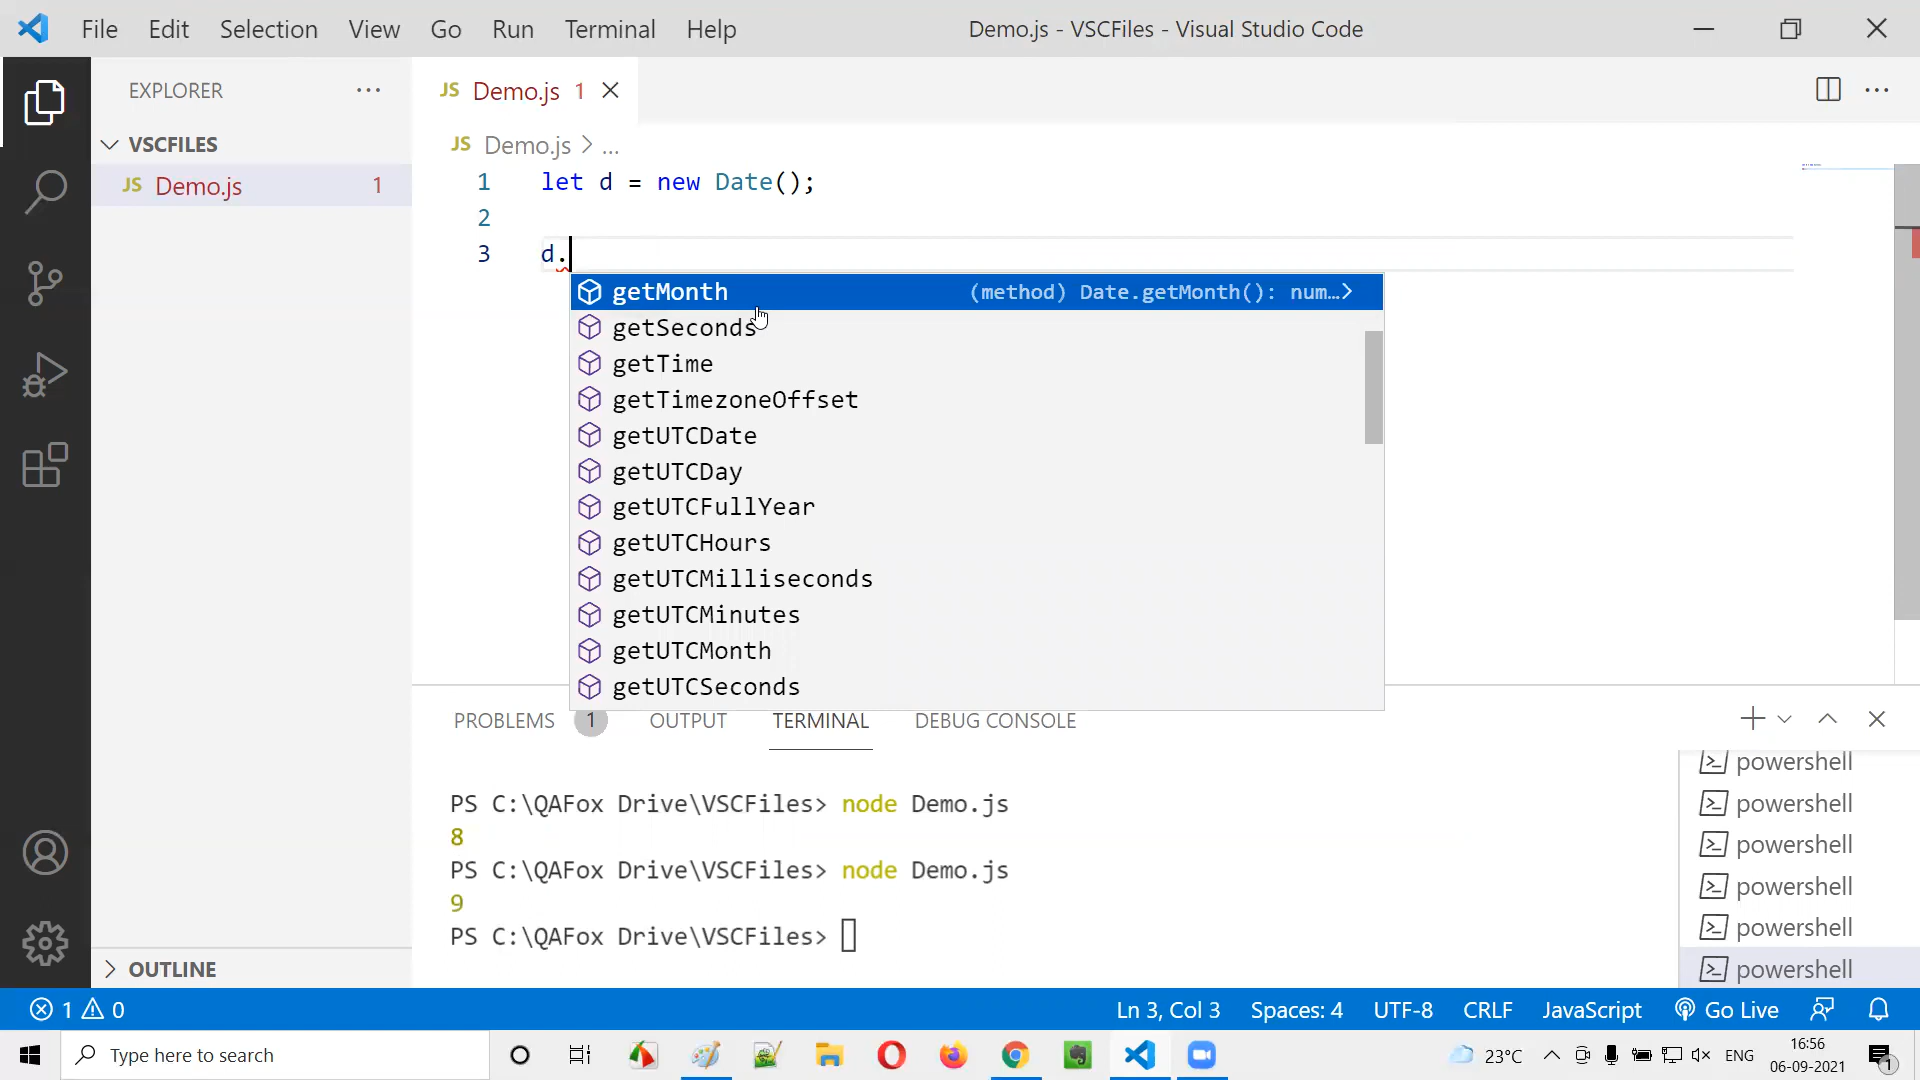 File Edit Selection View Go Run Terminal Help Demo.js - VSCFiles - Visual Studio Code
EXPLORER ...
JS Demo.js 1
VSCFILES
JS Demo.js 1
JS Demo.js > ...
1 let d = new Date();
2
3 d.
getMonth (method) Date.getMonth(): num…>
getSeconds
getTime
getTimezoneOffset
getUTCDate
getUTCDay
getUTCFullYear
getUTCHours
getUTCMilliseconds
getUTCMinutes
getUTCMonth
getUTCSeconds
PROBLEMS 1 OUTPUT TERMINAL DEBUG CONSOLE
PS C:\QAFox Drive\VSCFiles> node Demo.js
8
PS C:\QAFox Drive\VSCFiles> node Demo.js
9
PS C:\QAFox Drive\VSCFiles>
powershell
powershell
powershell
powershell
powershell
powershell
OUTLINE
1 0 Ln 3, Col 3 Spaces: 4 UTF-8 CRLF JavaScript Go Live
Type here to search 23°C ENG 16:56
06-09-2021 1